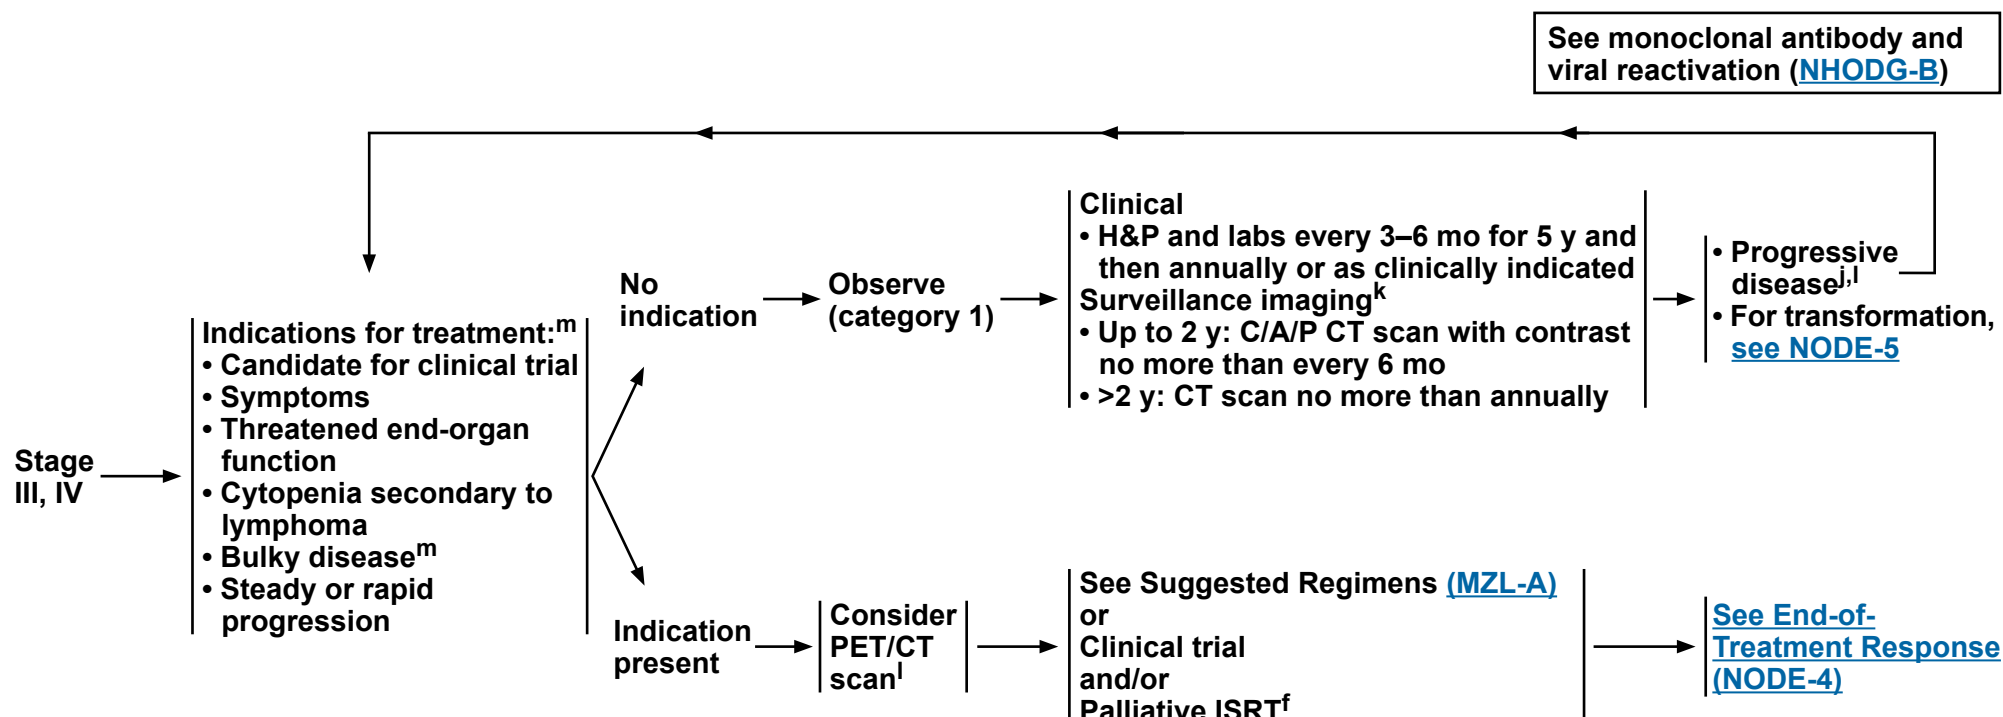 See monoclonal antibody and
viral reactivation (NHODG-B)
Stage
III, IV
Indications for treatment:m
• Candidate for clinical trial
• Symptoms
• Threatened end-organ
function
• Cytopenia secondary to
lymphoma
• Bulky diseasem
• Steady or rapid
progression
No
indication
Observe
(category 1)
Clinical
• H&P and labs every 3–6 mo for 5 y and
then annually or as clinically indicated
Surveillance imagingk
• Up to 2 y: C/A/P CT scan with contrast
no more than every 6 mo
• >2 y: CT scan no more than annually
• Progressive
diseasej,l
• For transformation,
see NODE-5
Indication
present
Consider
PET/CT
scanl
See Suggested Regimens (MZL-A)
or
Clinical trial
and/or
Palliative ISRTf
See End-of-
Treatment Response
(NODE-4)